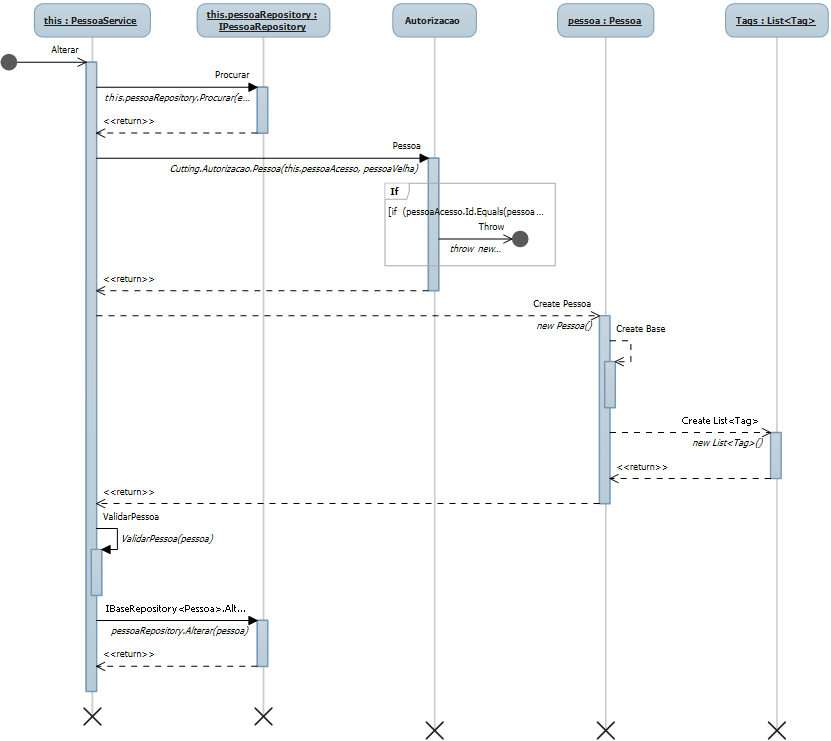 this : PessoaService
this.pessoaRepository :
IPessoaRepository
Autorizacao
pessoa : Pessoa
Tags : List<Tag>
Alterar
Procurar
this.pessoaRepository.Procurar(e...
<<return>>
Pessoa
Cutting.Autorizacao.Pessoa(this.pessoaAcesso, pessoaVelha)
If
[if (pessoaAcesso.Id.Equals(pessoa...
Throw
throw new...
<<return>>
Create Pessoa
new Pessoa()
Create Base
Create List<Tag>
new List<Tag>()
<<return>>
<<return>>
ValidarPessoa
ValidarPessoa(pessoa)
IBaseRepository<Pessoa>.Alt...
pessoaRepository.Alterar(pessoa)
<<return>>